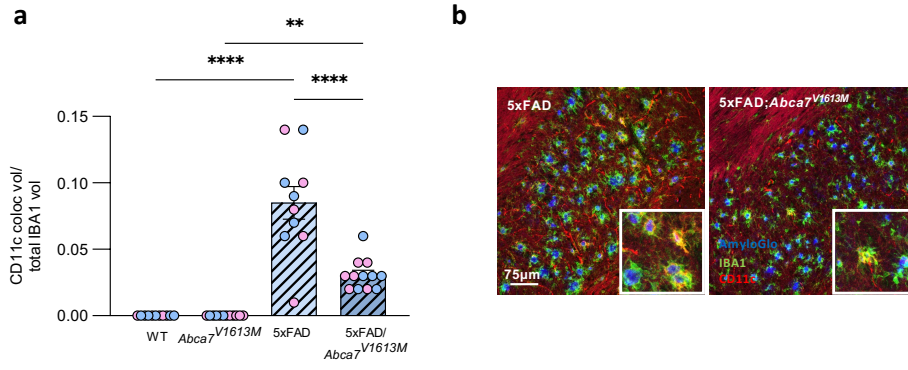 a
b
**
****
****
CD11c coloc vol/
total IBA1 vol
0.15
0.10
0.05
0.00
WT
Abca7V1613M
5xFAD
5xFAD/
Abca7V1613M
5xFAD
5xFAD;Abca7V1613M
75µm
AmyloGlo
IBA1
CD11c